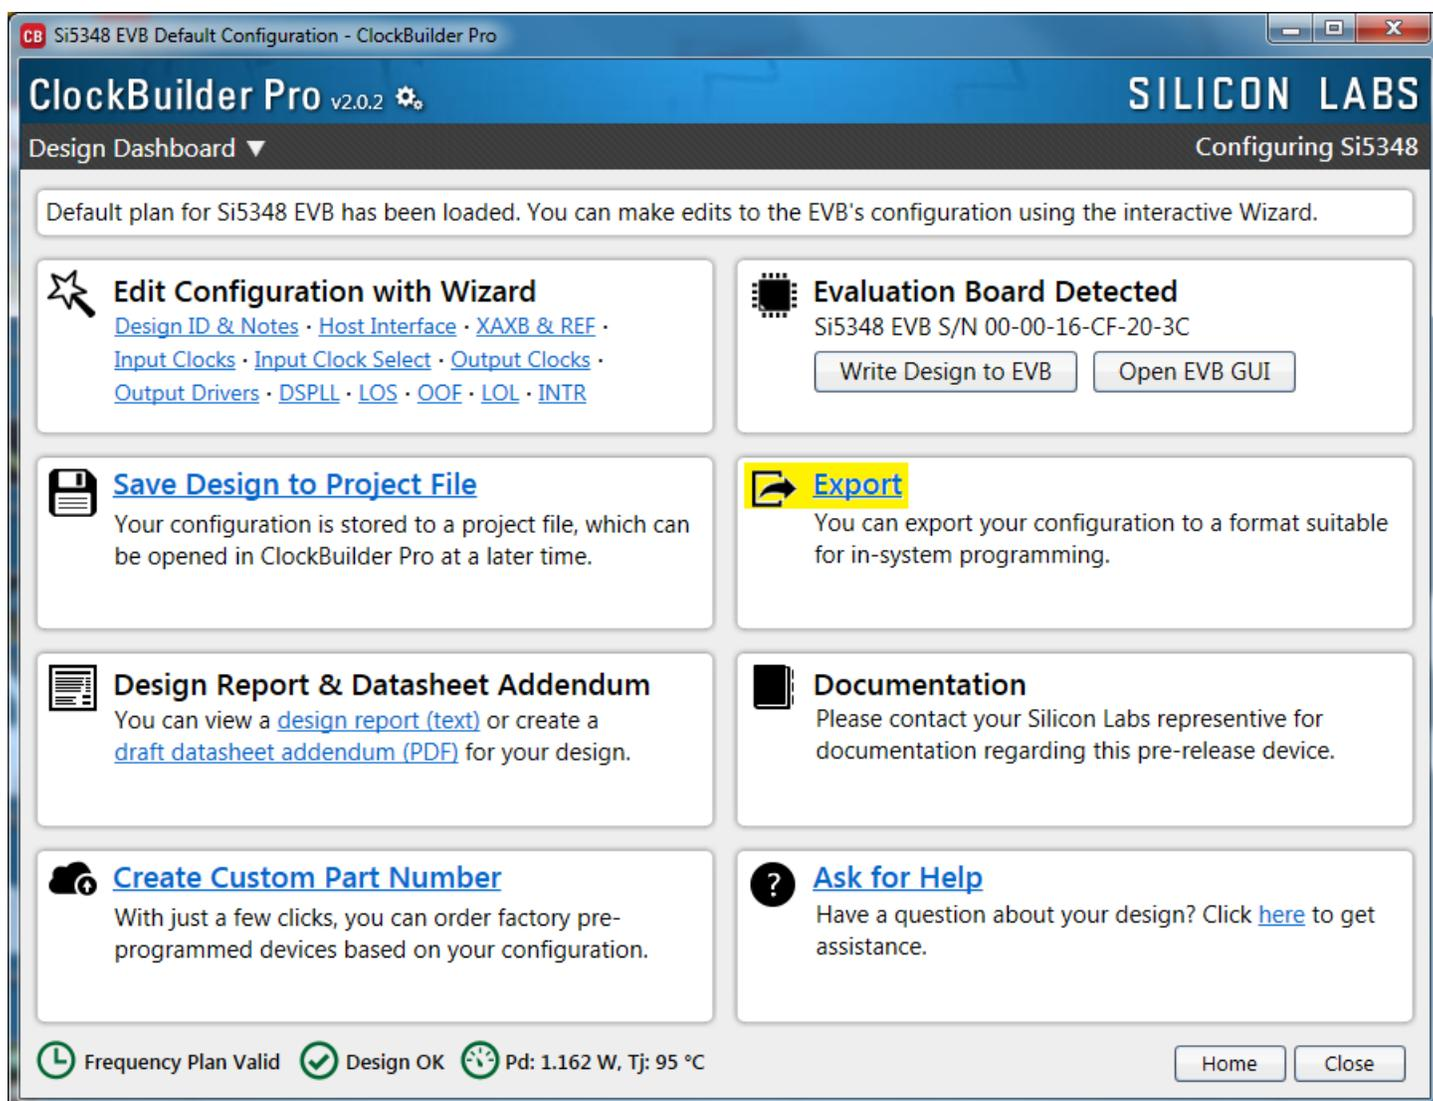 CB Si5348 EVB Default Configuration - ClockBuilder Pro
ClockBuilder Pro v2.0.2
SILICON LABS
Design Dashboard ▼
Configuring Si5348
Default plan for Si5348 EVB has been loaded. You can make edits to the EVB's configuration using the interactive Wizard.
Edit Configuration with Wizard
Design ID & Notes · Host Interface · XAXB & REF ·
Input Clocks · Input Clock Select · Output Clocks ·
Output Drivers · DSPLL · LOS · OOF · LOL · INTR
Evaluation Board Detected
Si5348 EVB S/N 00-00-16-CF-20-3C
Write Design to EVB
Open EVB GUI
Save Design to Project File
Your configuration is stored to a project file, which can
be opened in ClockBuilder Pro at a later time.
Export
You can export your configuration to a format suitable
for in-system programming.
Design Report & Datasheet Addendum
You can view a design report (text) or create a
draft datasheet addendum (PDF) for your design.
Documentation
Please contact your Silicon Labs representive for
documentation regarding this pre-release device.
Create Custom Part Number
With just a few clicks, you can order factory pre-
programmed devices based on your configuration.
? Ask for Help
Have a question about your design? Click here to get
assistance.
Frequency Plan Valid
Design OK
Pd: 1.162 W, Tj: 95 °C
Home
Close